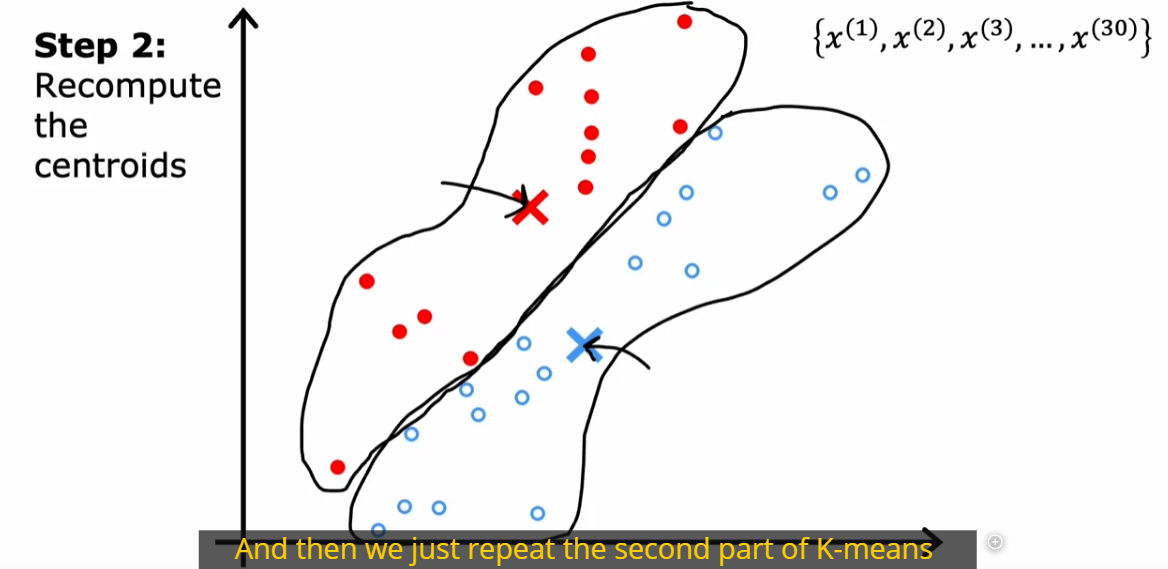 Step 2:
Recompute
the
centroids
{x⁽¹⁾, x⁽²⁾, x⁽³⁾, ... , x⁽³⁰⁾}
And then we just repeat the second part of K-means